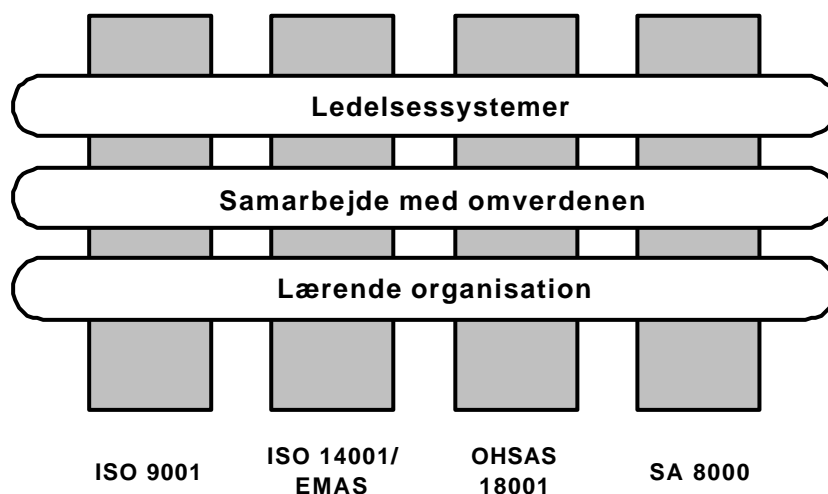 Ledelsessystemer
Samarbejde med omverdenen
Lærende organisation
ISO 9001
ISO 14001/
EMAS
OHSAS
18001
SA 8000